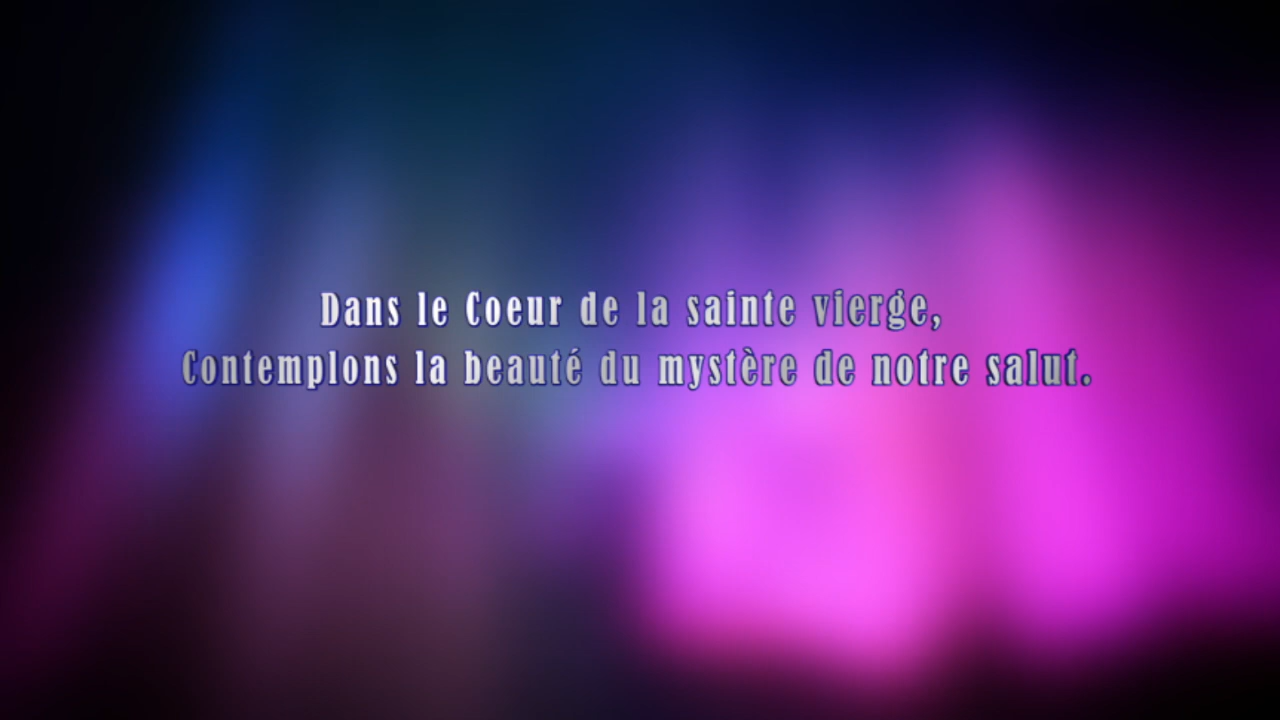 Dans le Coeur de la sainte vierge,
Contemplons la beauté du mystère de notre salut.